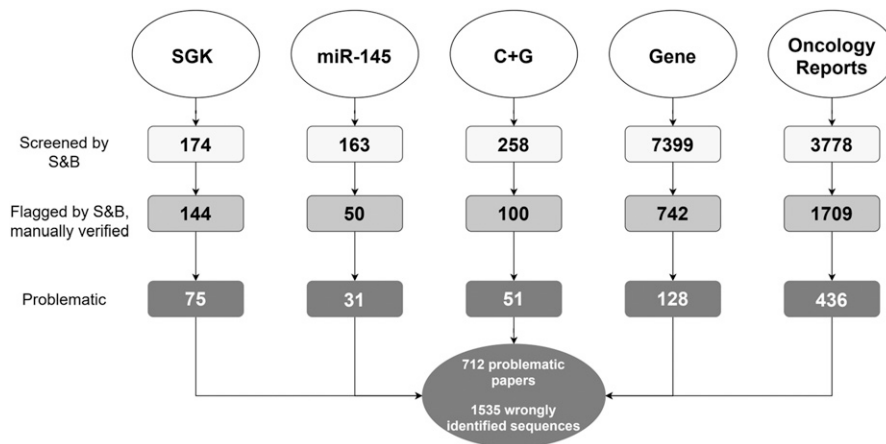 SGK
miR-145
C+G
Gene
Oncology
Reports
Screened by
S&B
174
163
258
7399
3778
Flagged by S&B,
manually verified
144
50
100
742
1709
Problematic
75
31
51
128
436
712 problematic
papers
1535 wrongly
identified sequences